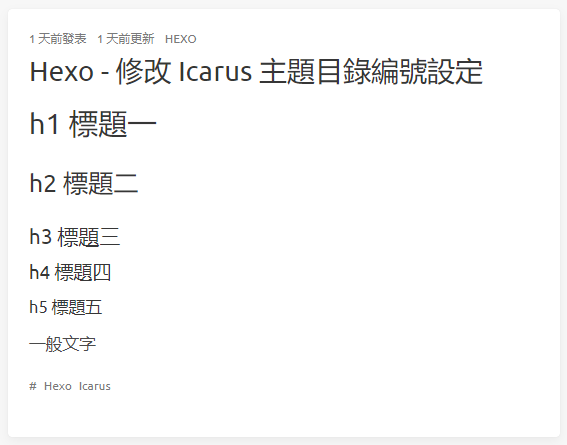 1 天前發表 1 天前更新 HEXO
Hexo - 修改 Icarus 主題目錄編號設定
h1 標題一
h2 標題二
h3 標題三
h4 標題四
h5 標題五
一般文字
# Hexo Icarus